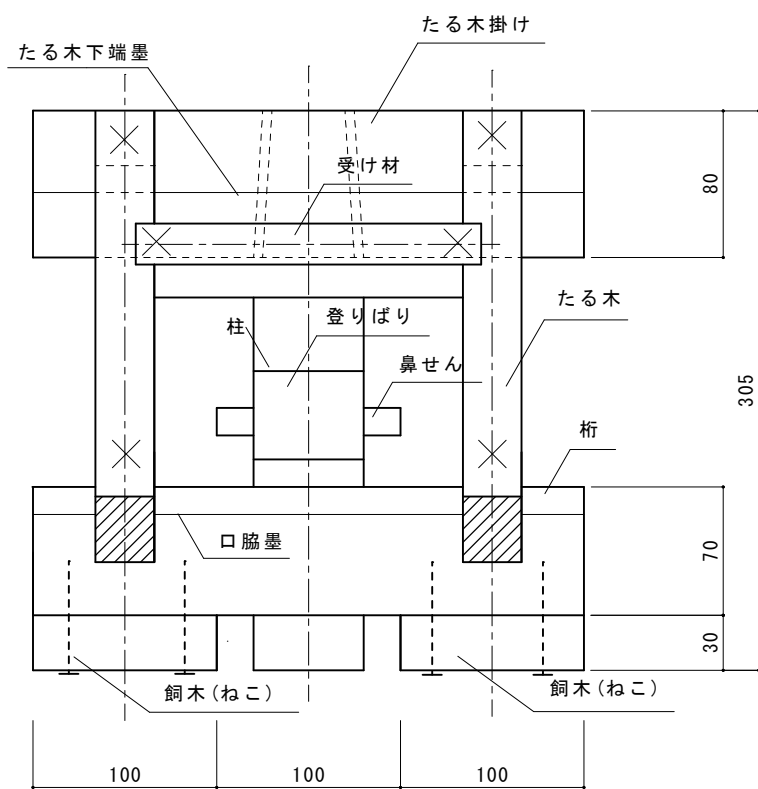 たる木掛け
たる木下端墨
受け材
80
たる木
登りばり
柱
鼻せん
305
桁
口脇墨
70
30
飼木(ねこ)
飼木(ねこ)
100
100
100